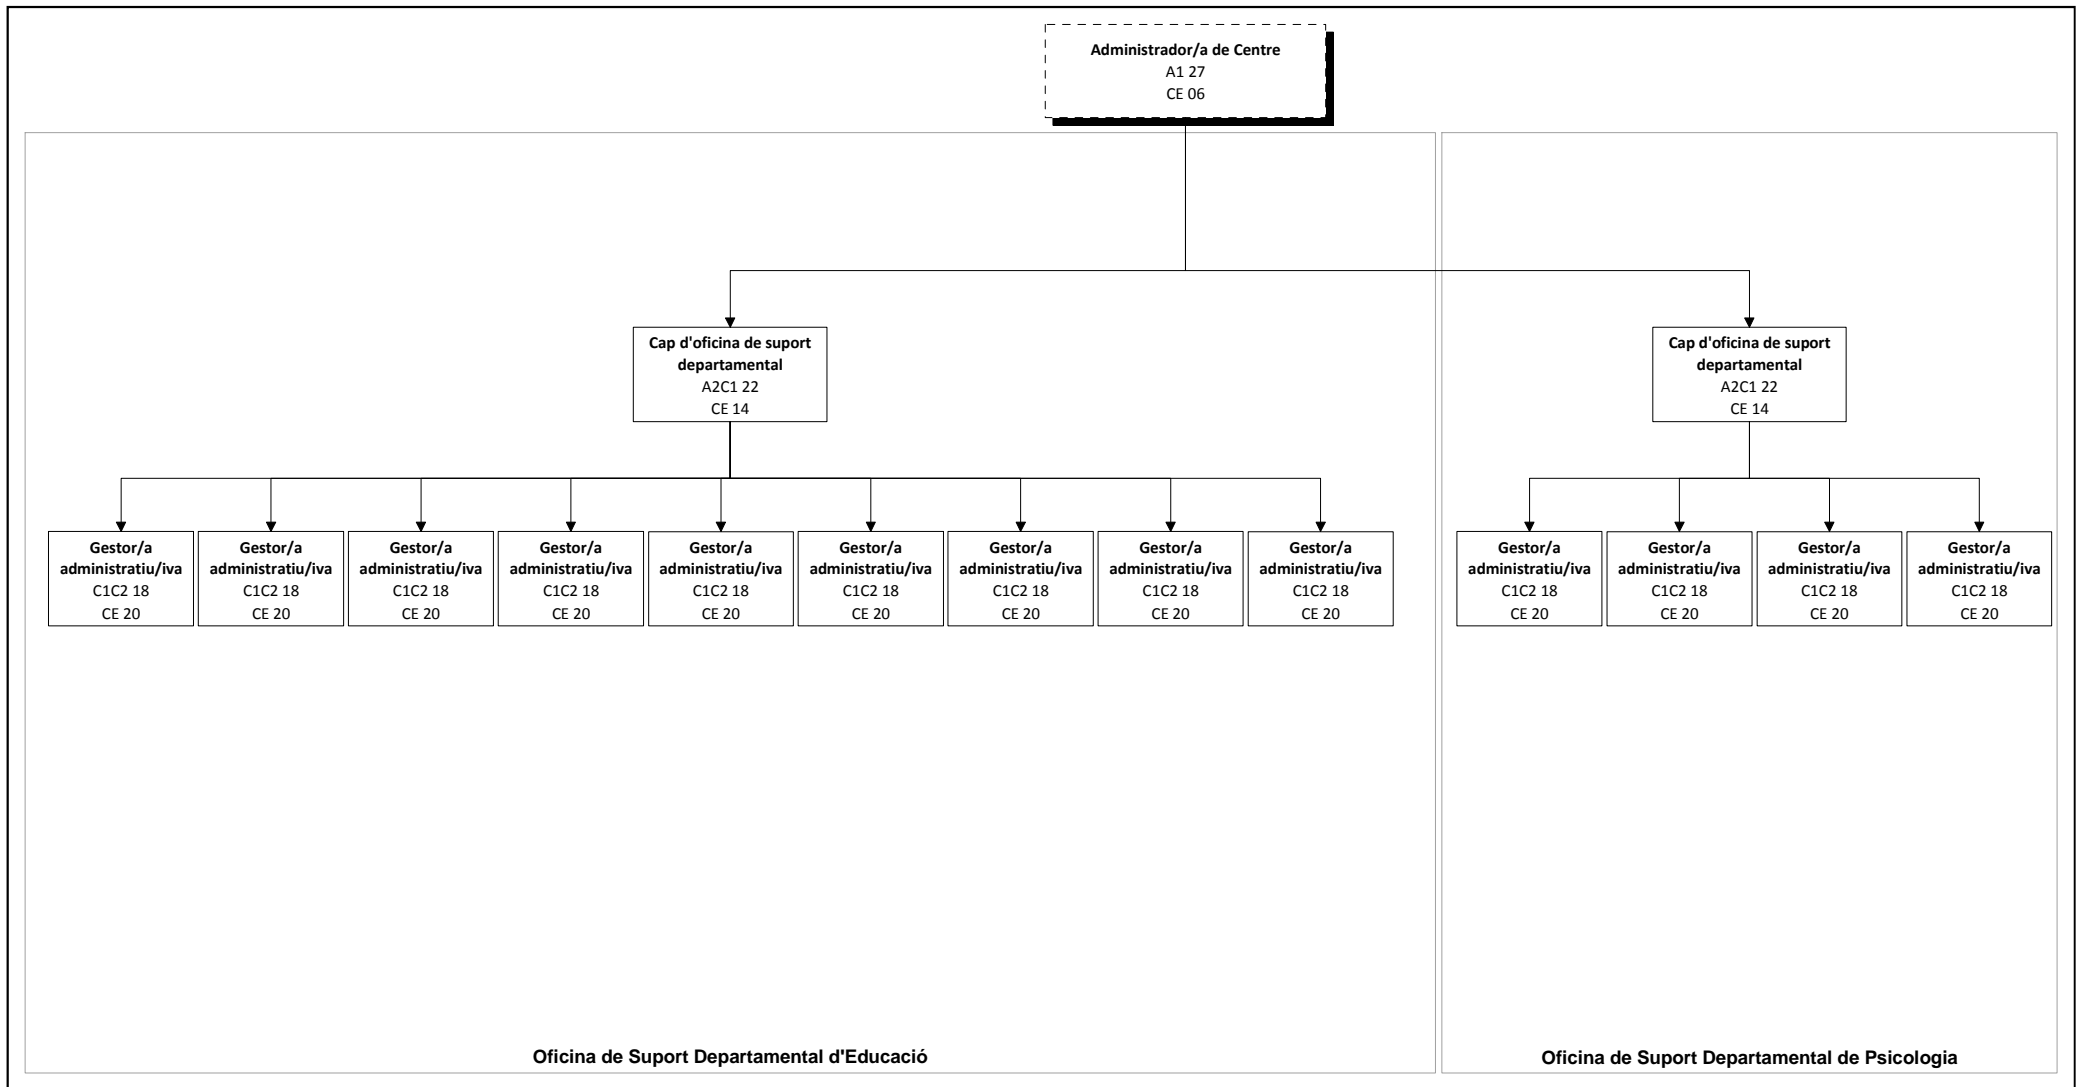 Administrador/a de Centre
A1 27
CE 06
Cap d'oficina de suport
departamental
A2C1 22
CE 14
Cap d'oficina de suport
departamental
A2C1 22
CE 14
Gestor/a
administratiu/iva
C1C2 18
CE 20
Gestor/a
administratiu/iva
C1C2 18
CE 20
Gestor/a
administratiu/iva
C1C2 18
CE 20
Gestor/a
administratiu/iva
C1C2 18
CE 20
Gestor/a
administratiu/iva
C1C2 18
CE 20
Gestor/a
administratiu/iva
C1C2 18
CE 20
Gestor/a
administratiu/iva
C1C2 18
CE 20
Gestor/a
administratiu/iva
C1C2 18
CE 20
Gestor/a
administratiu/iva
C1C2 18
CE 20
Gestor/a
administratiu/iva
C1C2 18
CE 20
Gestor/a
administratiu/iva
C1C2 18
CE 20
Gestor/a
administratiu/iva
C1C2 18
CE 20
Gestor/a
administratiu/iva
C1C2 18
CE 20
Oficina de Suport Departamental d'Educació
Oficina de Suport Departamental de Psicologia